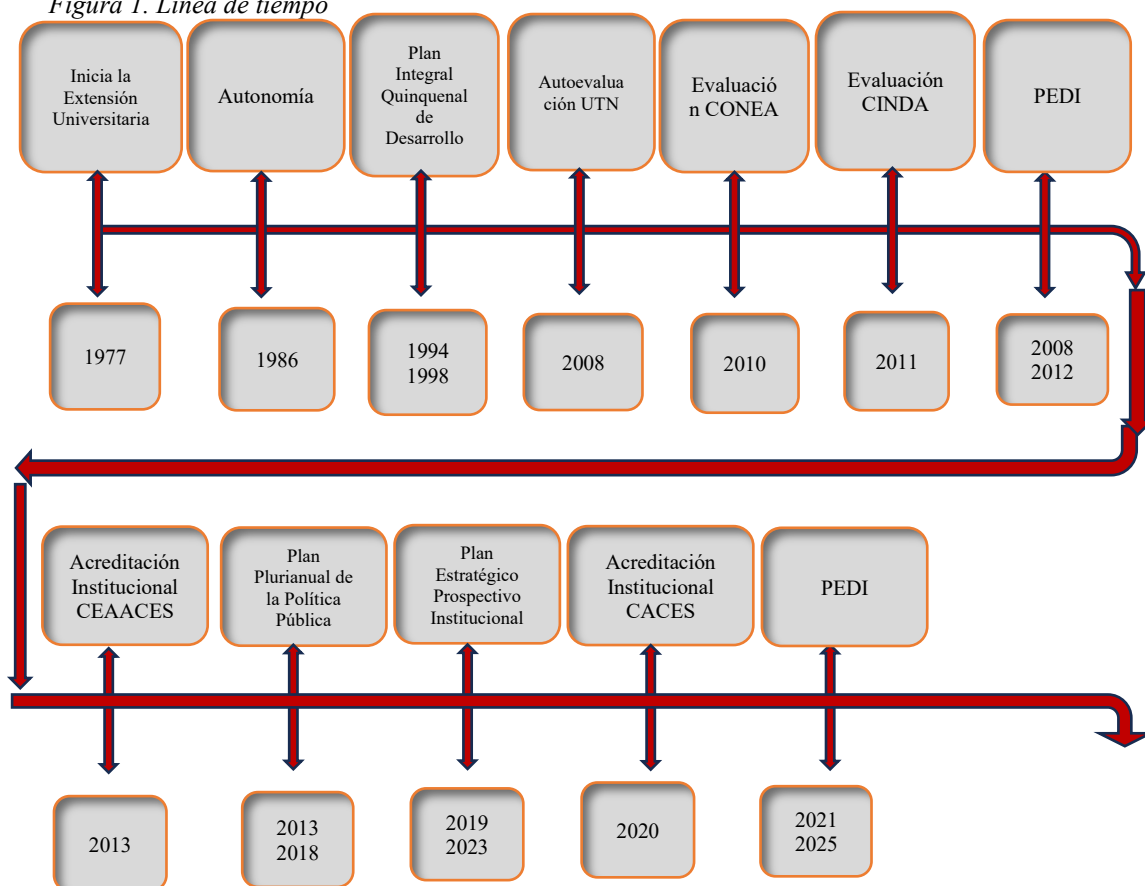 Figura 1. Línea de tiempo
Inicia la
Extensión
Universitaria
Autonomía
Plan
Integral
Quinquenal
de
Desarrollo
Autoevalua
ción UTN
Evaluació
n CONEA
Evaluación
CINDA
PEDI
1977
1986
1994
1998
2008
2010
2011
2008
2012
Acreditación
Institucional
CEAACES
Plan
Plurianual de
la Política
Pública
Plan
Estratégico
Prospectivo
Institucional
Acreditación
Institucional
CACES
PEDI
2013
2013
2018
2019
2023
2020
2021
2025